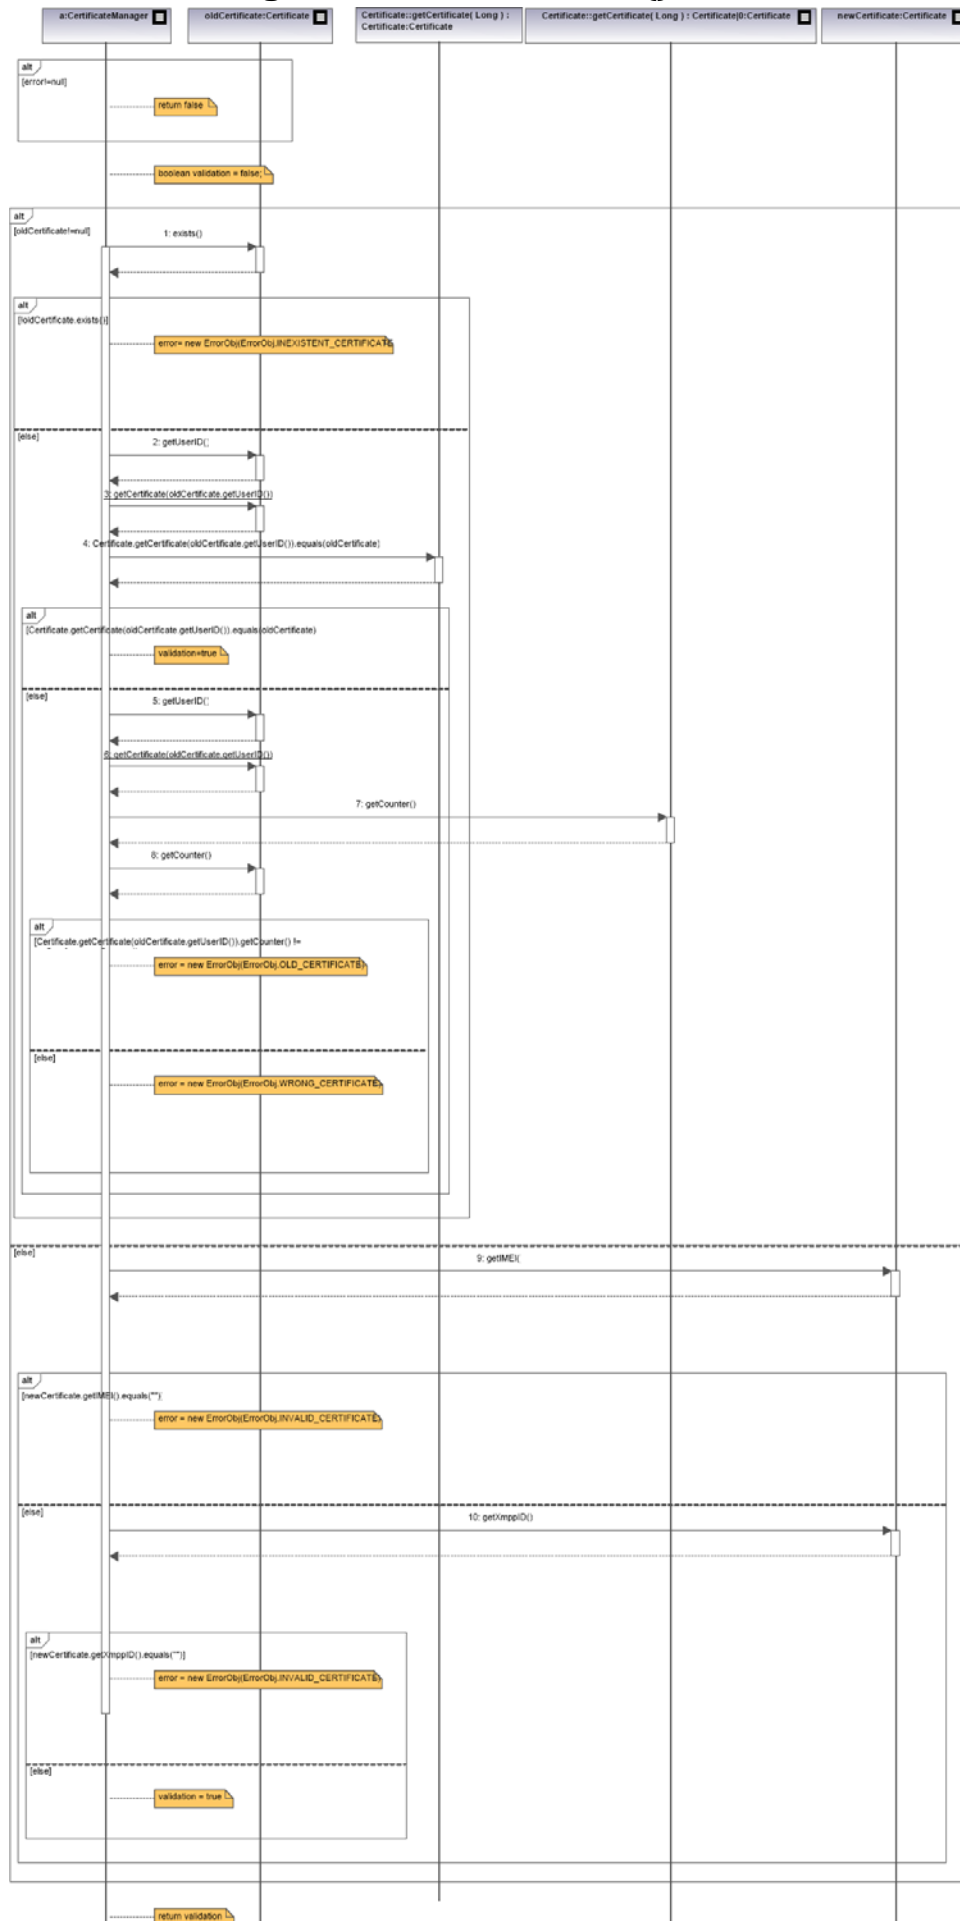 a:CertificateManager
oldCertificate:Certificate
Certificate::getCertificate( Long ) :
Certificate:Certificate
Certificate::getCertificate( Long ) : Certificate|0:Certificate
newCertificate:Certificate
alt
[error!=null]
return false
boolean validation = false;
alt
[oldCertificate!=null]
1: exists()
alt
[!oldCertificate.exists()]
error= new ErrorObj(ErrorObj.INEXISTENT_CERTIFICATE
[else]
2: getUserID(
3: getCertificate(oldCertificate.getUserID())
4: Certificate.getCertificate(oldCertificate.getUserID()).equals(oldCertificate)
alt
[Certificate.getCertificate(oldCertificate.getUserID()).equals(oldCertificate)
validation=true
[else]
5: getUserID(
6: getCertificate(oldCertificate.getUserID())
7: getCounter()
8: getCounter()
alt
[Certificate.getCertificate(oldCertificate.getUserID()).getCounter() !=
error = new ErrorObj(ErrorObj.OLD_CERTIFICATE)
[else]
error = new ErrorObj(ErrorObj.WRONG_CERTIFICATE)
[else]
9: getIMEI(
alt
[newCertificate.getIMEI().equals("")]
error = new ErrorObj(ErrorObj.INVALID_CERTIFICATE)
[else]
10: getXmppID()
alt
[newCertificate.getXmppID().equals("")]
error = new ErrorObj(ErrorObj.INVALID_CERTIFICATE)
[else]
validation = true
return validation